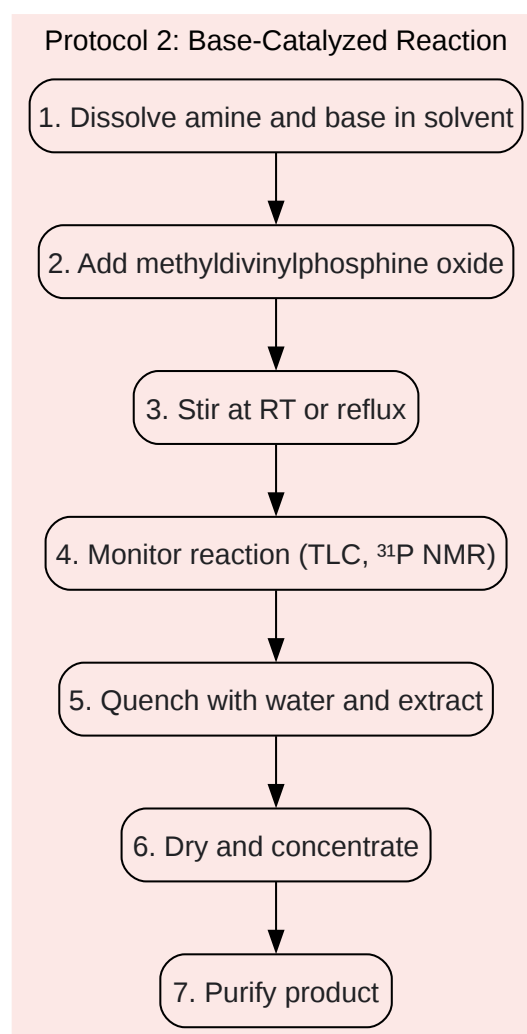 Protocol 2: Base-Catalyzed Reaction
1. Dissolve amine and base in solvent
2. Add methyldivinylphosphine oxide
3. Stir at RT or reflux
4. Monitor reaction (TLC, ³¹P NMR)
5. Quench with water and extract
6. Dry and concentrate
7. Purify product